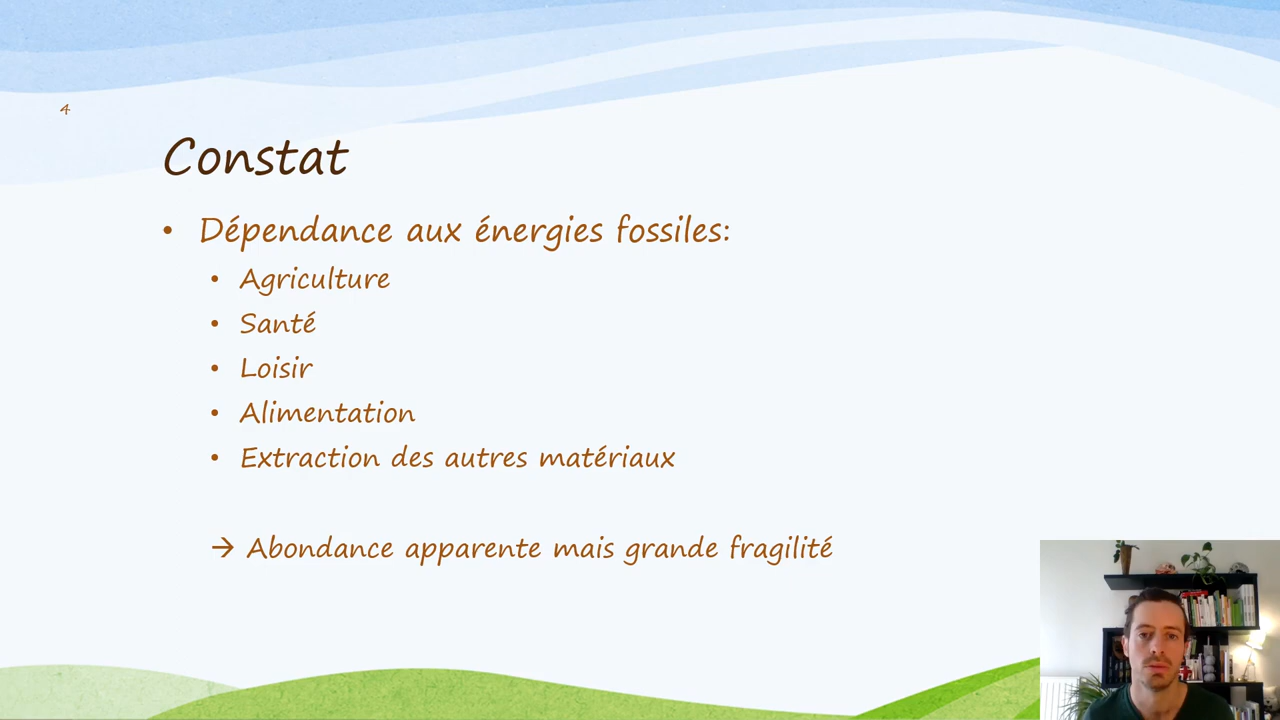 4
Constat
• Dépendance aux énergies fossiles:
• Agriculture
• Santé
• Loisir
• Alimentation
• Extraction des autres matériaux
→ Abondance apparente mais grande fragilité